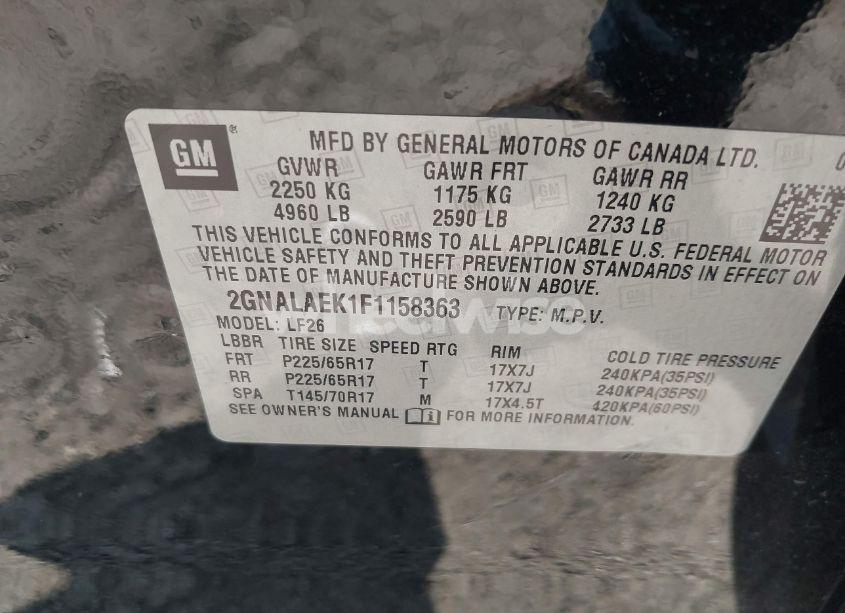 GM ® MFD BY GENERAL MOTORS OF CANADA LTD.
GVWR GAWR FRT GAWR RR
2250 KG 1175 KG 1240 KG
4960 LB 2590 LB 2733 LB
THIS VEHICLE CONFORMS TO ALL APPLICABLE U.S. FEDERAL MOTOR
VEHICLE SAFETY AND THEFT PREVENTION STANDARDS IN EFFECT ON
THE DATE OF MANUFACTURE SHOWN ABOVE.
2GNALAEK1F1158363 TYPE: M.P.V.
MODEL: LF26
LBBR TIRE SIZE SPEED RTG RIM COLD TIRE PRESSURE
FRT P225/65R17 T 17X7J 240KPA(35PSI)
RR P225/65R17 T 17X7J 240KPA(35PSI)
SPA T145/70R17 M 17X4.5T 420KPA(60PSI)
SEE OWNER'S MANUAL FOR MORE INFORMATION.